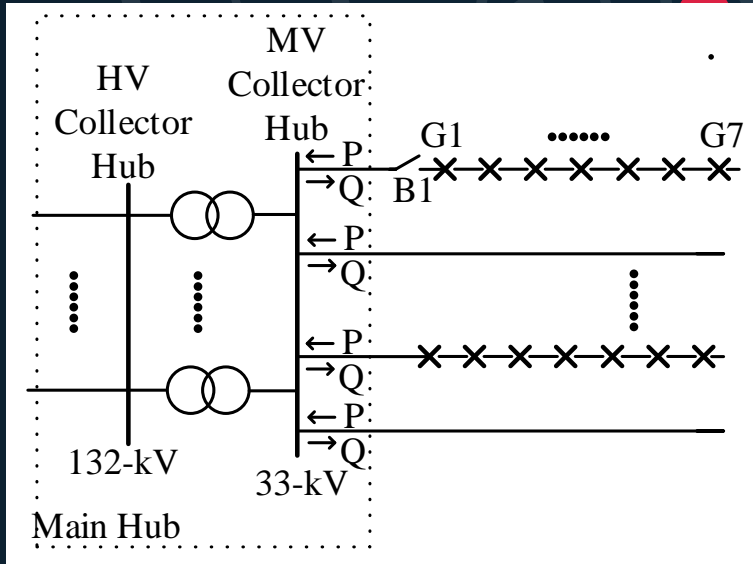 HV
Collector
Hub
MV
Collector
Hub
G1
G7
P
Q
B1
P
Q
P
Q
P
Q
132-kV
33-kV
Main Hub